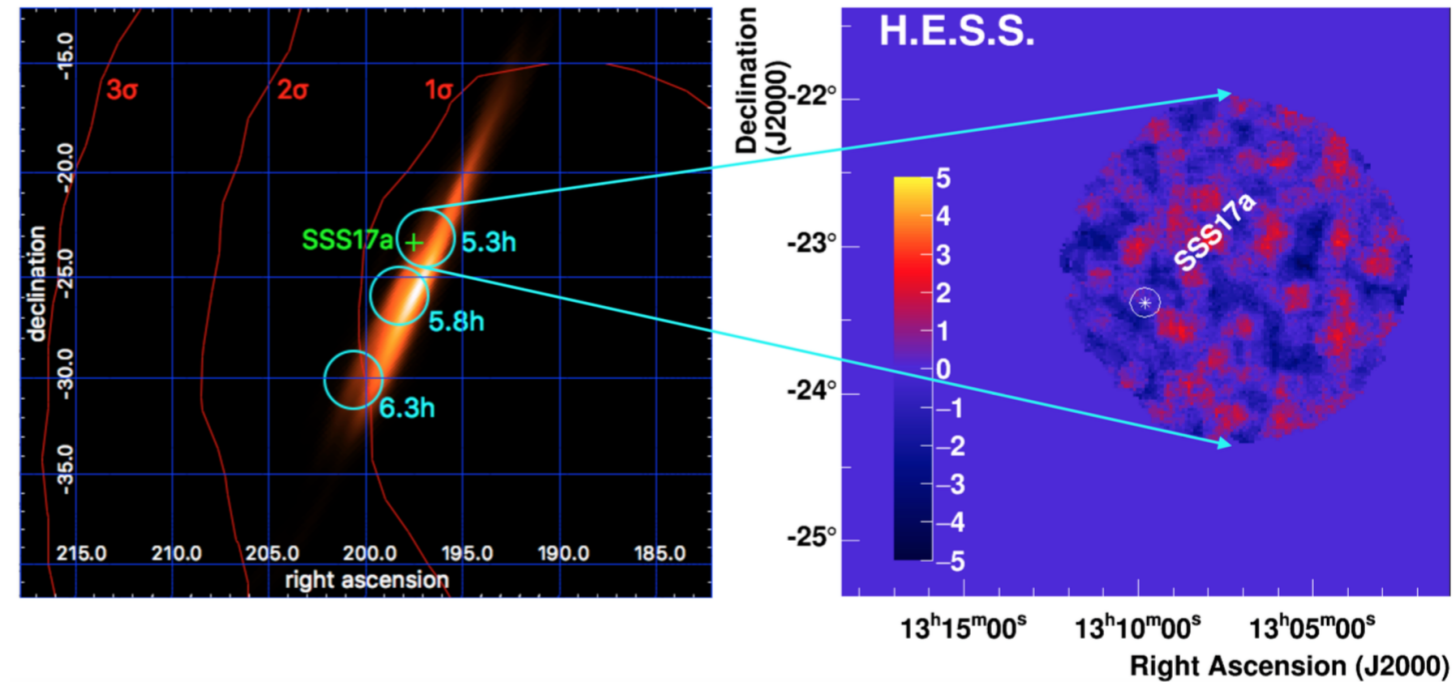 3σ 2σ 1σ
SSS17a
5.3h
5.8h
6.3h
-15.0
-20.0
-25.0
-30.0
-35.0
declination
215.0 210.0 205.0 200.0 195.0 190.0 185.0
right ascension
H.E.S.S.
Declination
(J2000)
-22°
-23°
-24°
-25°
5
4
3
2
1
0
–1
–2
–3
–4
–5
SSS17a
13ʰ15ᵐ00ˢ 13ʰ10ᵐ00ˢ 13ʰ05ᵐ00ˢ
Right Ascension (J2000)